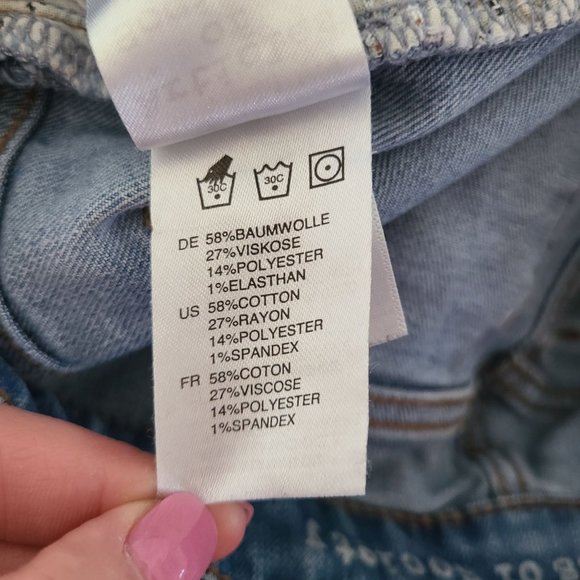 30C 30C
DE 58%BAUMWOLLE
27%VISKOSE
14%POLYESTER
1%ELASTHAN
US 58%COTTON
27%RAYON
14%POLYESTER
1%SPANDEX
FR 58%COTON
27%VISCOSE
14%POLYESTER
1%SPANDEX